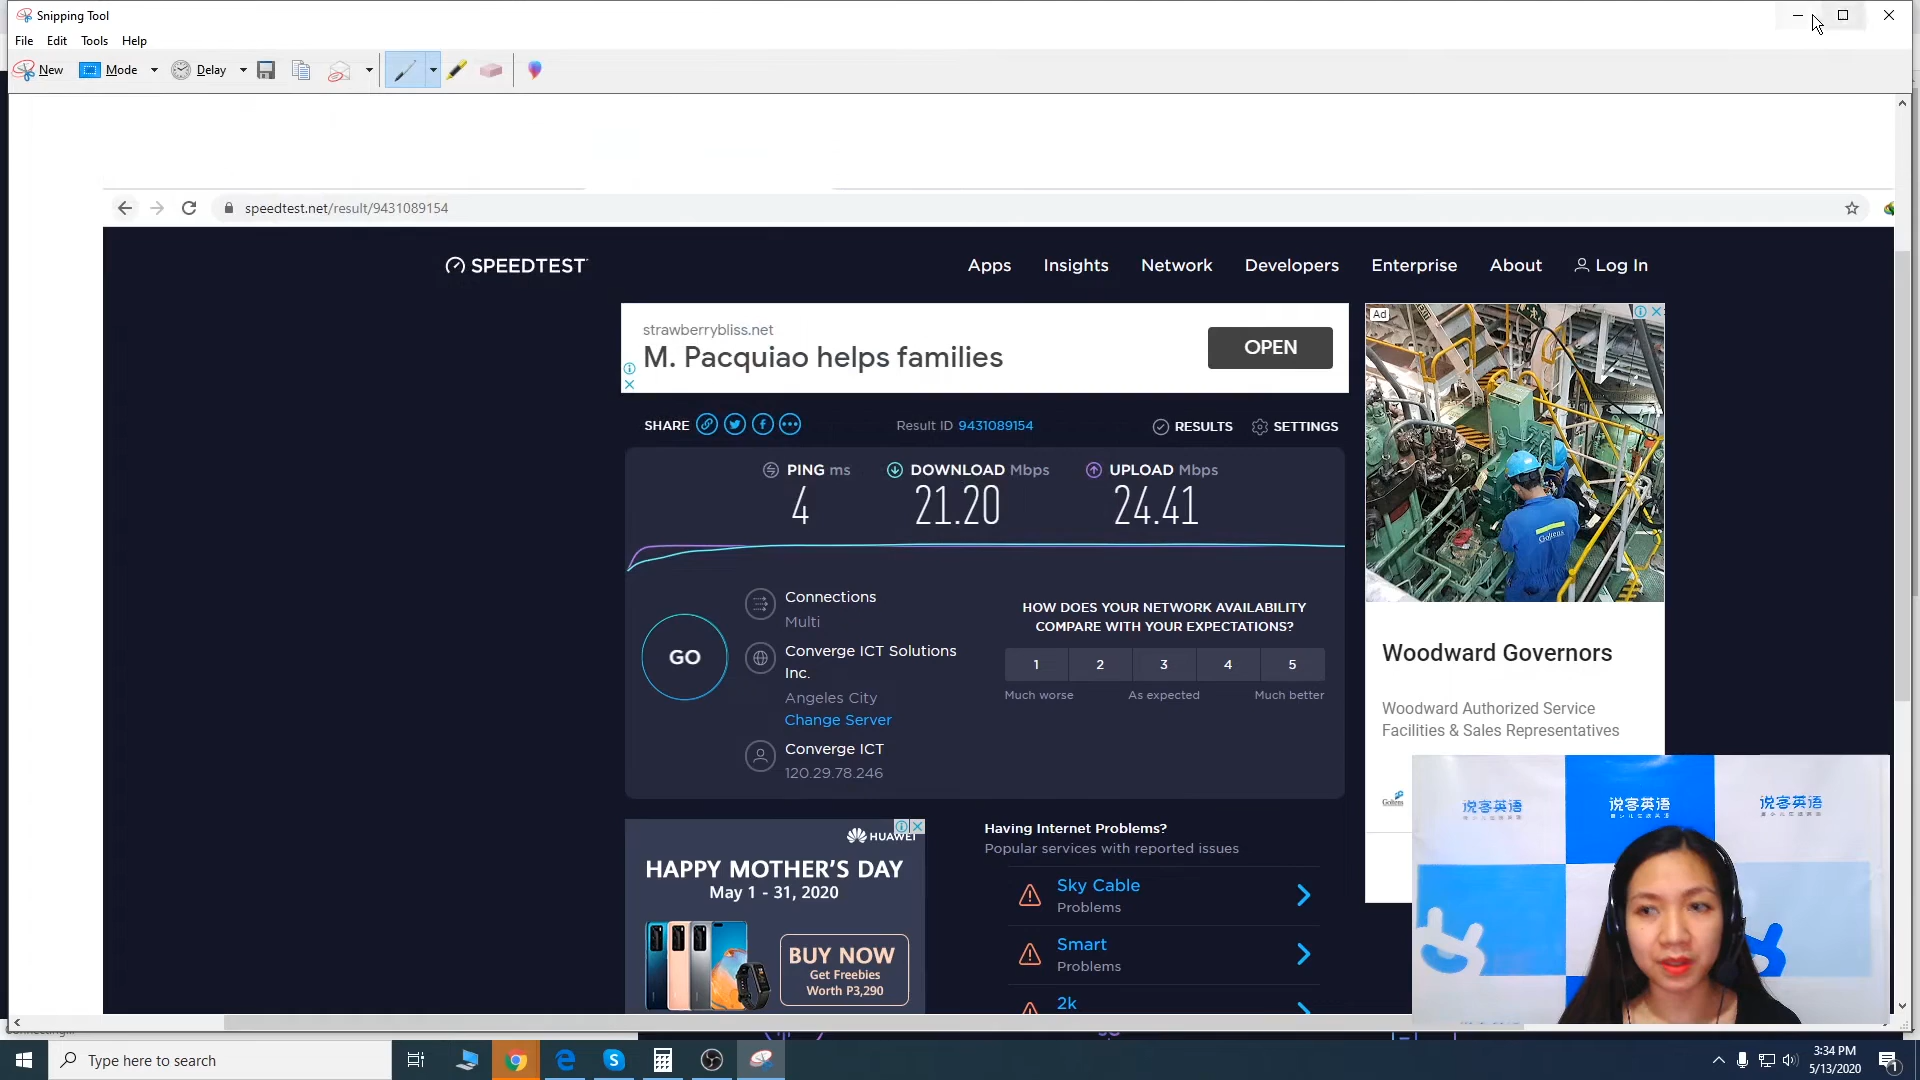 Snipping Tool
File Edit Tools Help
New Mode Delay
speedtest.net/result/9431089154
SPEEDTEST
Apps Insights Network Developers Enterprise About Log In
strawberrybliss.net
M. Pacquiao helps families
OPEN
Ad
SHARE
Result ID 9431089154
RESULTS SETTINGS
PING ms
4
DOWNLOAD Mbps
21.20
UPLOAD Mbps
24.41
GO
Connections
Multi
Converge ICT Solutions
Inc.
Angeles City
Change Server
Converge ICT
120.29.78.246
HOW DOES YOUR NETWORK AVAILABILITY
COMPARE WITH YOUR EXPECTATIONS?
1 2 3 4 5
Much worse As expected Much better
Goltens
Woodward Governors
Woodward Authorized Service
Facilities & Sales Representatives
Goltens
HUAWEI
HAPPY MOTHER'S DAY
May 1 - 31, 2020
BUY NOW
Get Freebies
Worth P3,290
Having Internet Problems?
Popular services with reported issues
Sky Cable
Problems
Smart
Problems
2k
说客英语
说客英语
说客英语
Type here to search
3:34 PM
5/13/2020
1